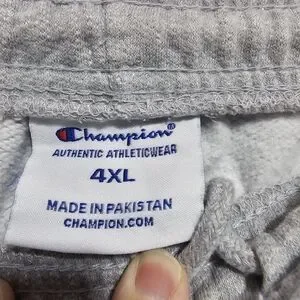 Champion®
AUTHENTIC ATHLETICWEAR
4XL
MADE IN PAKISTAN
CHAMPION.COM